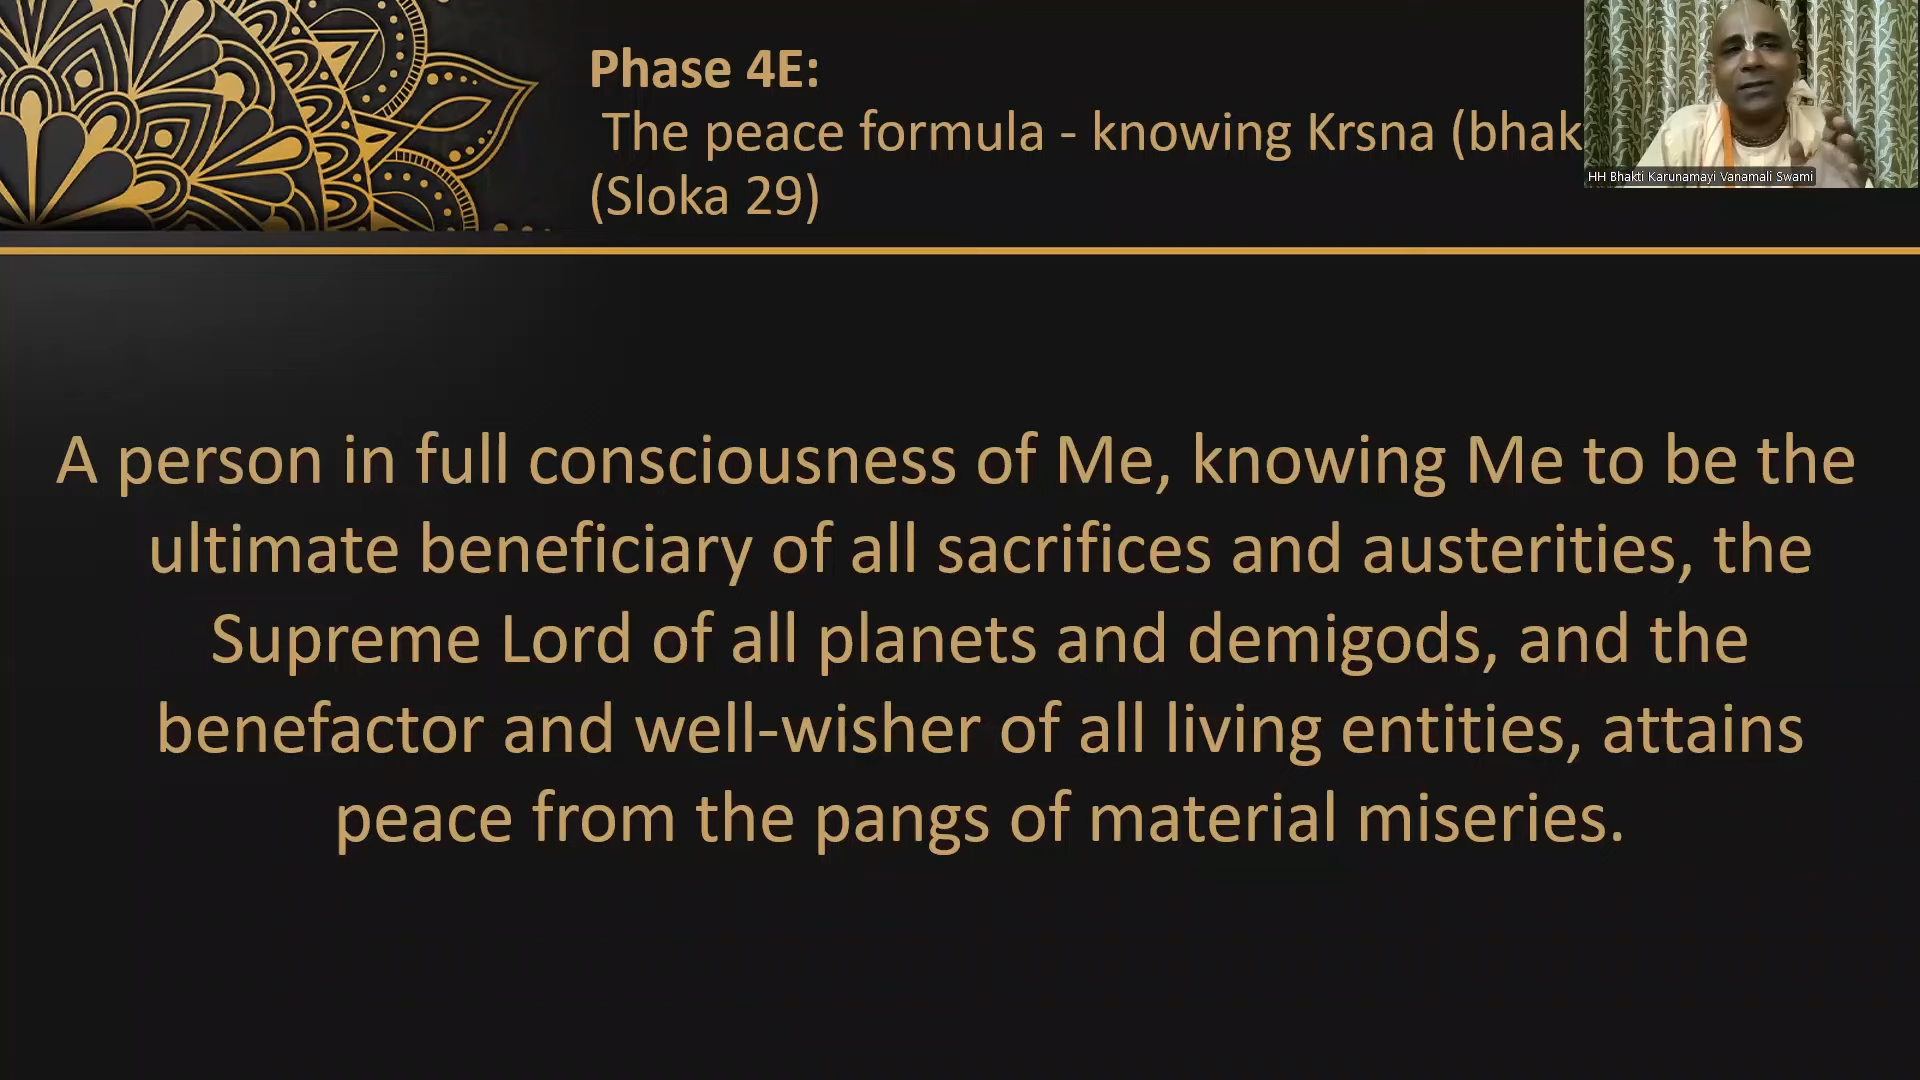 Phase 4E:
The peace formula - knowing Krsna (bhak
(Sloka 29)
HH Bhakti Karunamayi Vanamali Swami
A person in full consciousness of Me, knowing Me to be the
ultimate beneficiary of all sacrifices and austerities, the
Supreme Lord of all planets and demigods, and the
benefactor and well-wisher of all living entities, attains
peace from the pangs of material miseries.